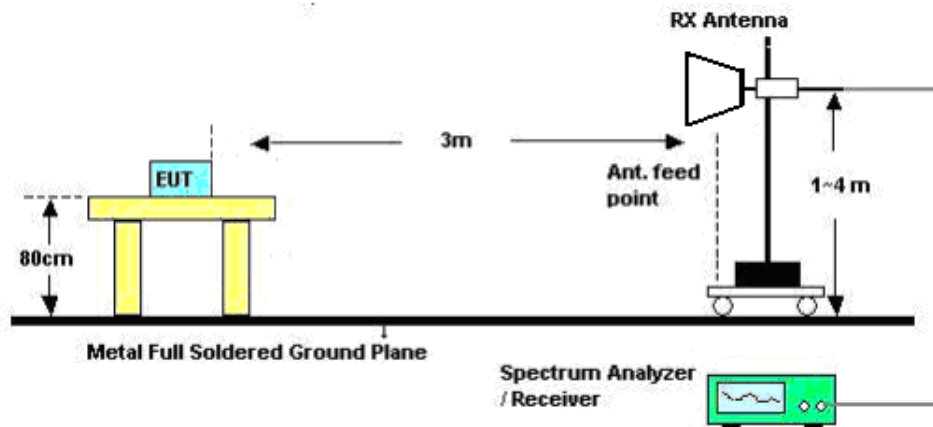 RX Antenna
3m
EUT
Ant. feed
point
1~4 m
80cm
Metal Full Soldered Ground Plane
Spectrum Analyzer
/ Receiver